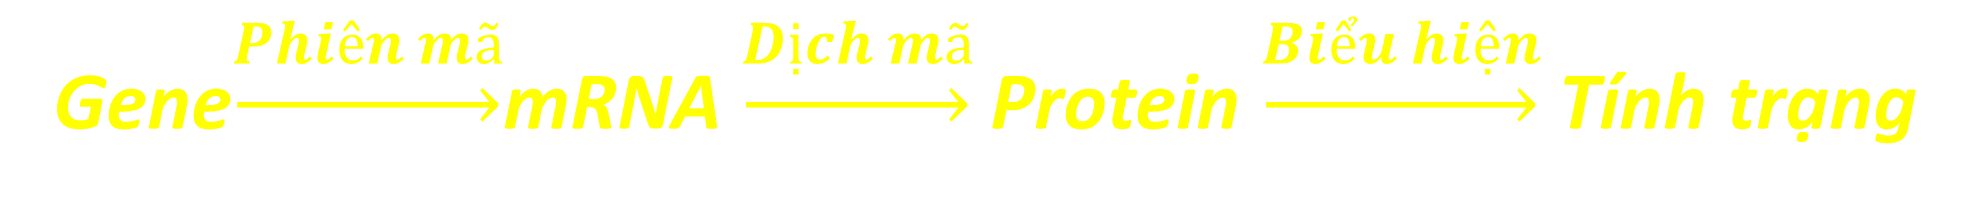 Phiên mã Dịch mã Biểu hiện
Gene mRNA Protein Tính trạng